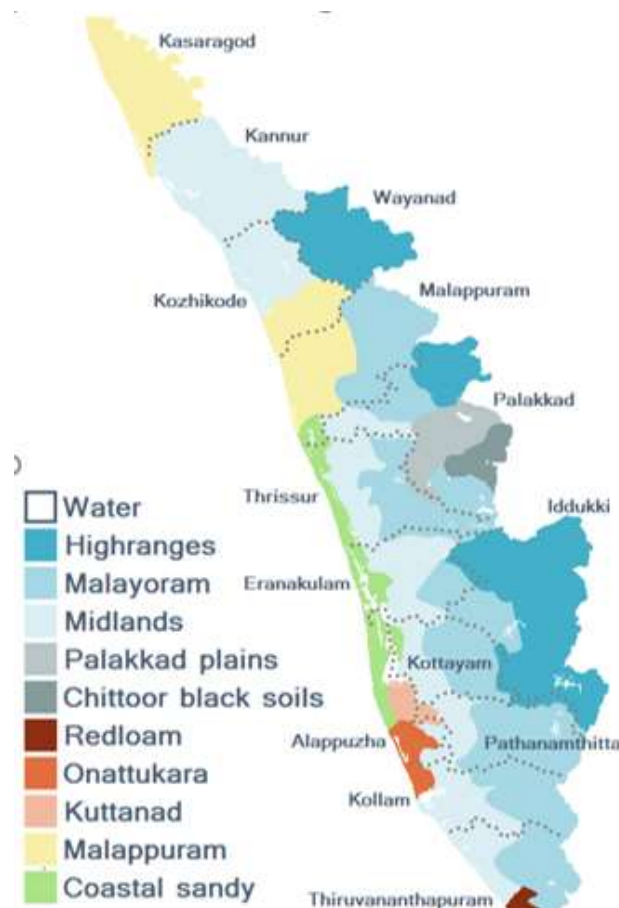 Kasaragod
Kannur
Wayanad
Malappuram
Kozhikode
Palakkad
Thrissur
Iddukki
Eranakulam
Kottayam
Alappuzha
Pathanamthitta
Kollam
Thiruvananthapuram
Water
Highranges
Malayoram
Midlands
Palakkad plains
Chittoor black soils
Redloam
Onattukara
Kuttanad
Malappuram
Coastal sandy